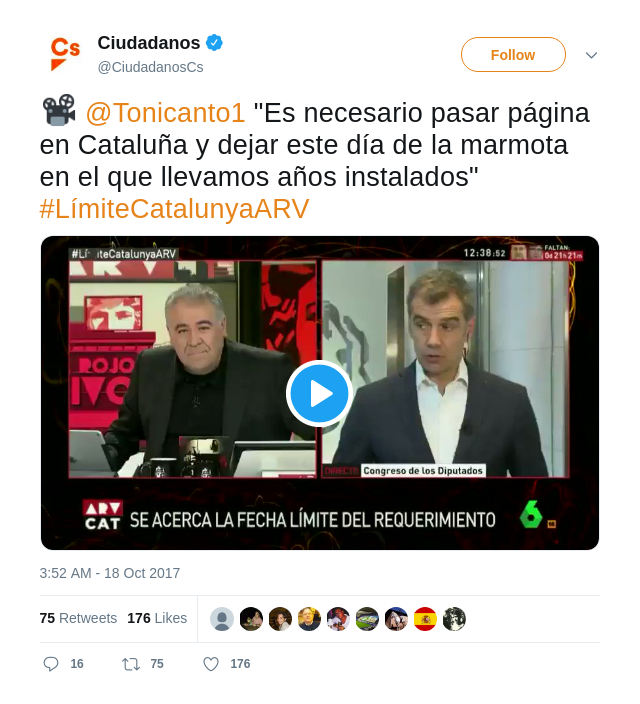 Cs
Ciudadanos
@CiudadanosCs
Follow
@Tonicanto1 "Es necesario pasar página
en Cataluña y dejar este día de la marmota
en el que llevamos años instalados"
#LímiteCatalunyaARV
12:38:52
FALTAN:
0d 21h 21m
ROJO
VIVO
DIRECTO
Congreso de los Diputados
ARV
CAT
SE ACERCA LA FECHA LÍMITE DEL REQUERIMIENTO
6
3:52 AM - 18 Oct 2017
75 Retweets 176 Likes
16 75 176